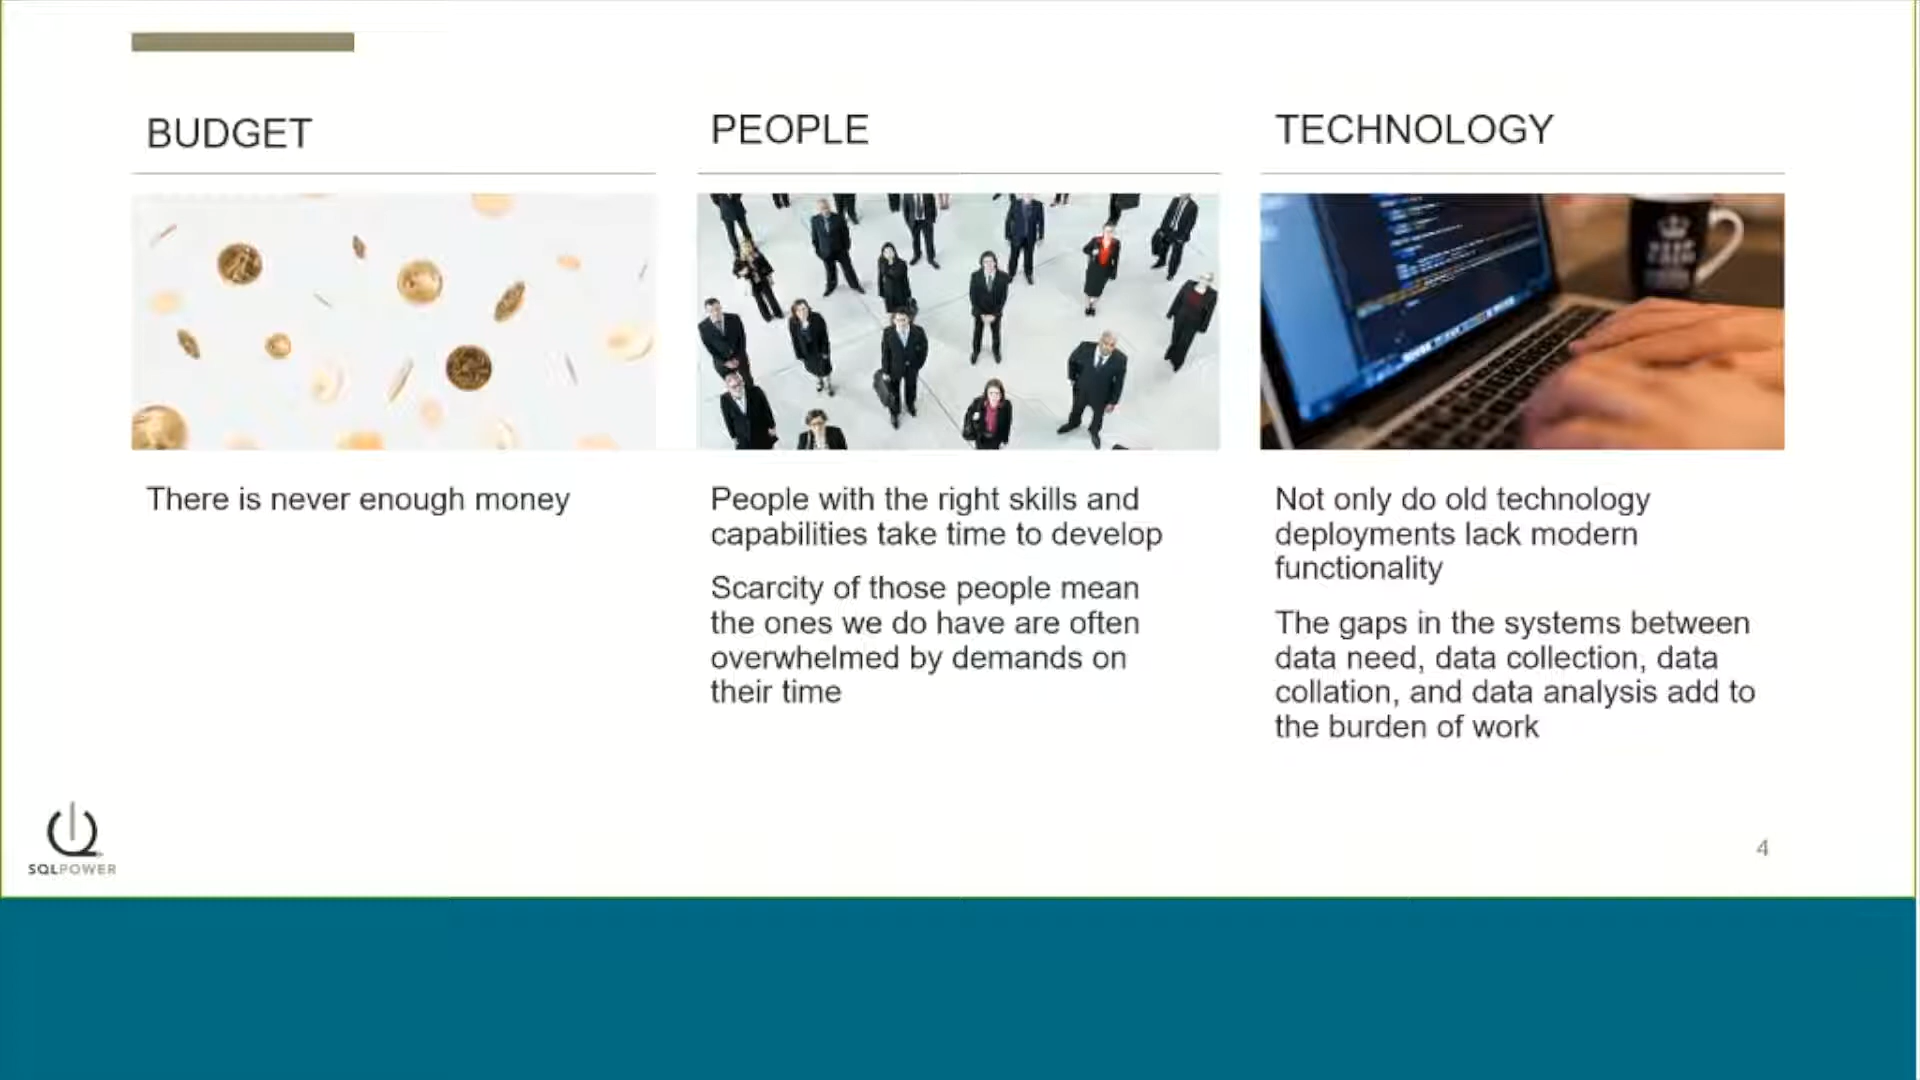 BUDGET
There is never enough money
PEOPLE
People with the right skills and
capabilities take time to develop
Scarcity of those people mean
the ones we do have are often
overwhelmed by demands on
their time
TECHNOLOGY
KEEP
CALM
Not only do old technology
deployments lack modern
functionality
The gaps in the systems between
data need, data collection, data
collation, and data analysis add to
the burden of work
SQLPOWER
4